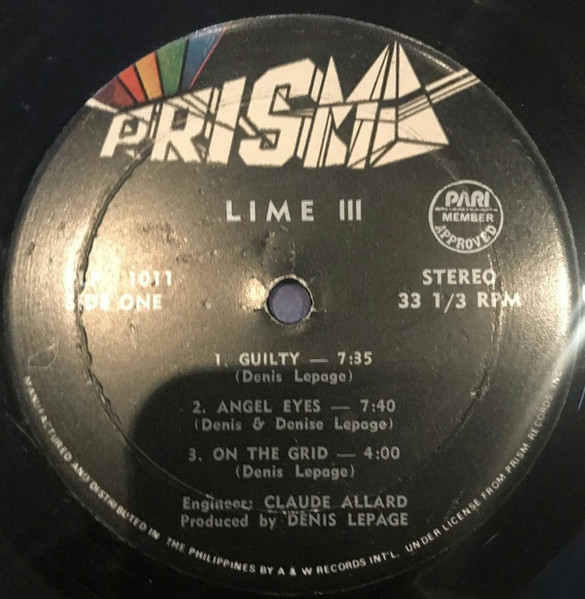 PRISM
LIME III
PARI
MEMBER
APPROVED
1011
SIDE ONE
STEREO
33 1/3 RPM
1. GUILTY — 7:35
(Denis Lepage)
2. ANGEL EYES — 7:40
(Denis & Denise Lepage)
3. ON THE GRID — 4:00
(Denis Lepage)
Engineer: CLAUDE ALLARD
Produced by DENIS LEPAGE
MANUFACTURED AND DISTRIBUTED IN THE PHILIPPINES BY A & W RECORDS INT'L. UNDER LICENSE FROM PRISM RECORDS